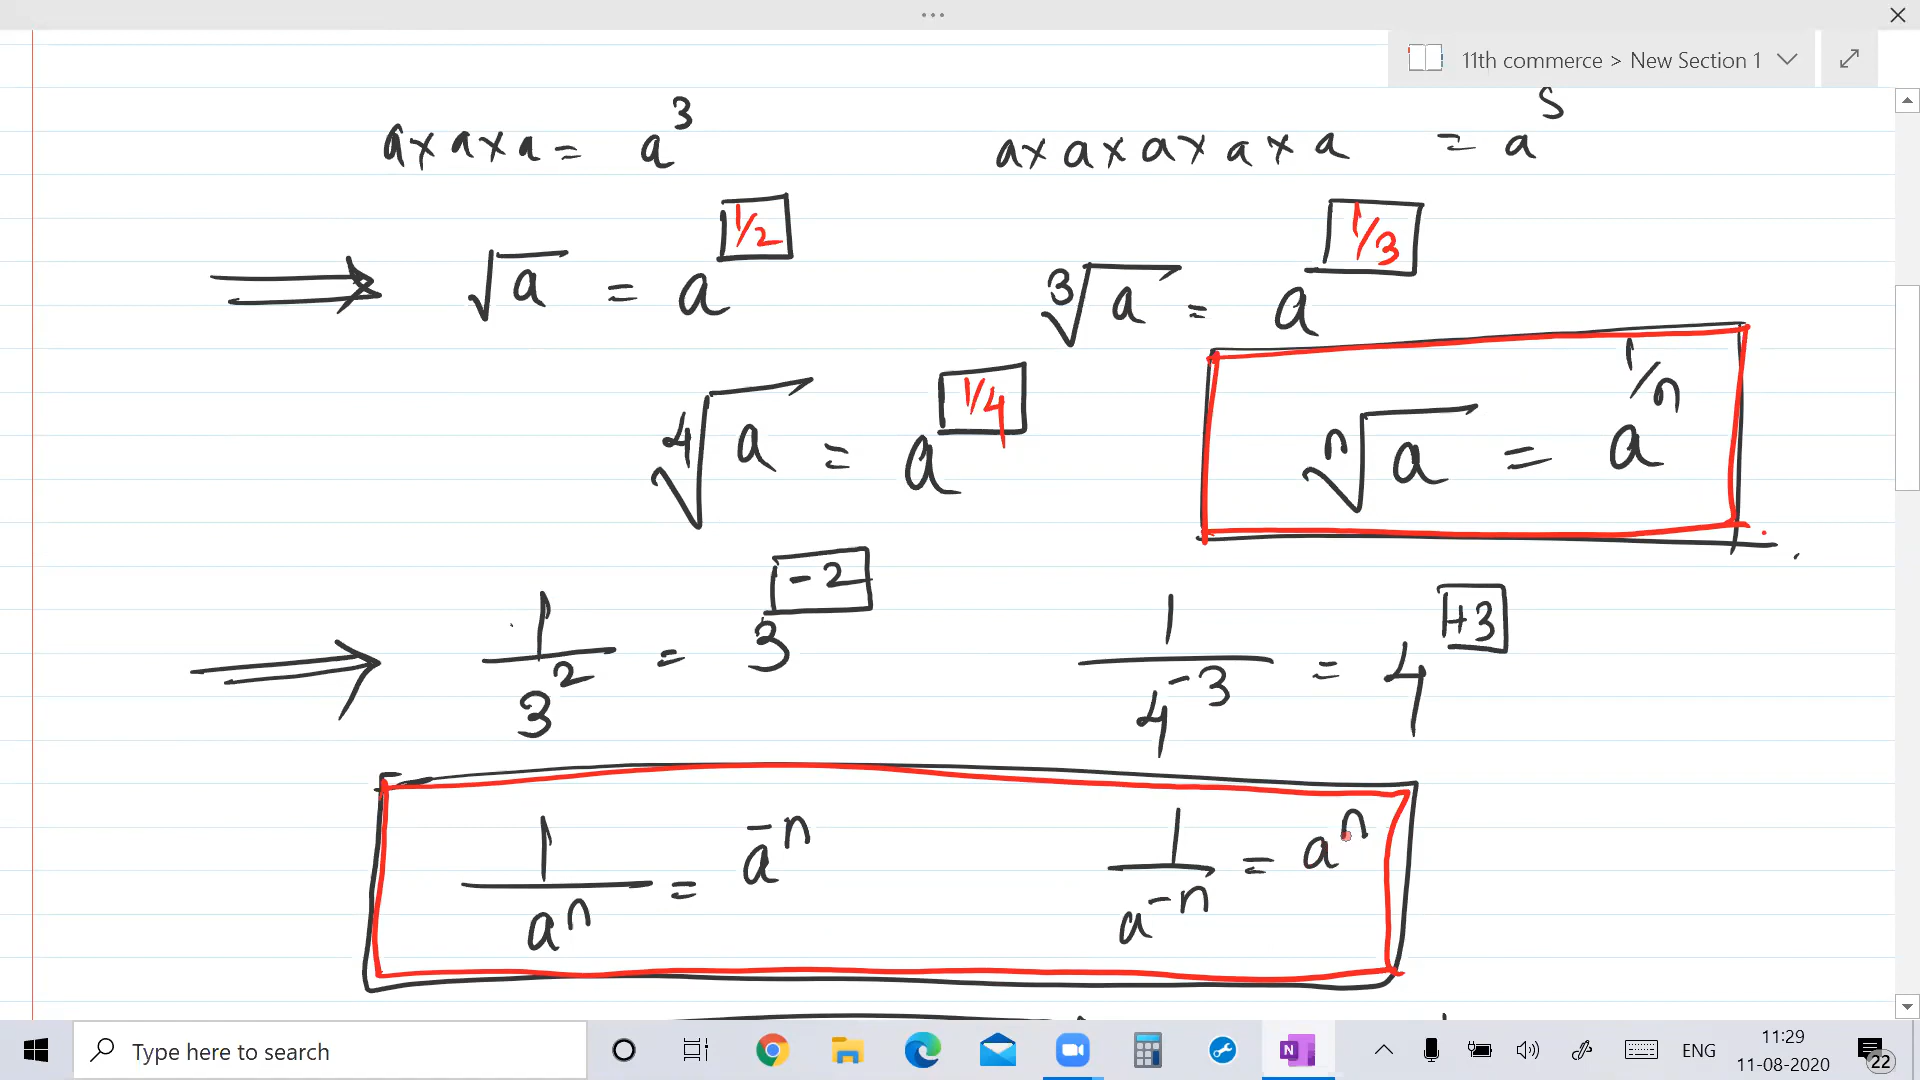 11th commerce > New Section 1
a × a × a = a³ a × a × a × a × a = a⁵
√a = a^1/2 ³√a = a^1/3
⁴√a = a^1/4 ⁿ√a = a^1/n
1/3² = 3^-2 1/4^-3 = 4^+3
1/aⁿ = a^-n 1/a^-n = aⁿ
Type here to search
ENG
11:29
11-08-2020
22